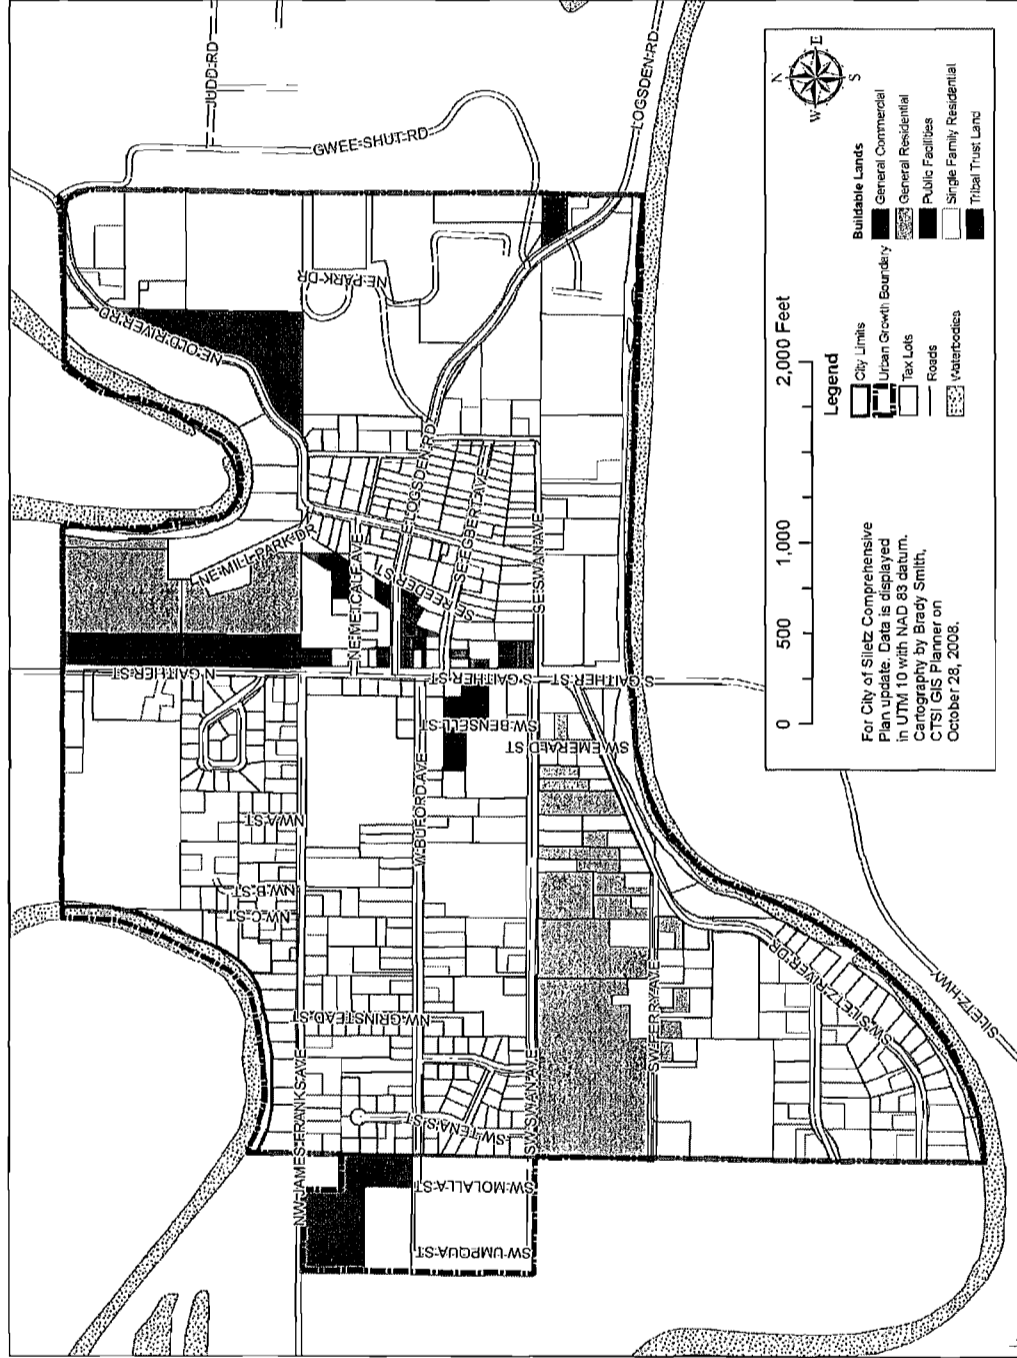 JUDD RD
GWEE-SHUT RD
LOGSDEN RD
NE OLD RIVER RD
NE PARK DR
NE MILL PARK DR
NE METCALF AVE
LOGSDEN RD
SE REEDER ST
SE EGBERT AVE
SE SWAN AVE
N GAITHER ST
S GAITHER ST
S GAITHER ST
S GAITHER ST
SW BENSELL ST
SW EMERALD ST
NW A ST
NW B ST
NW C ST
W BUFORD AVE
NW GRINSTEAD ST
NW JAMES FRANKS AVE
SW TENAS ST
SW SWAN AVE
SW FERRY AVE
SW SILETZ RIVER DR
SW MOLALLA ST
SW UMPQUA ST
SILETZ HWY
N
E
S
W
0 500 1,000 2,000 Feet
Legend
City Limits
Urban Growth Boundary
Tax Lots
Roads
Waterbodies
Buildable Lands
General Commercial
General Residential
Public Facilities
Single Family Residential
Tribal Trust Land
For City of Siletz Comprehensive
Plan update. Data is displayed
in UTM 10 with NAD 83 datum.
Cartography by Brady Smith,
CTSI GIS Planner on
October 28, 2008.